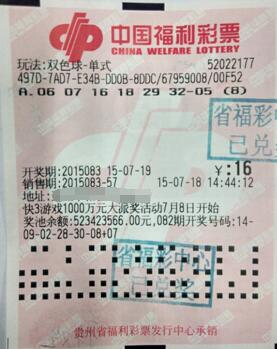 中国福利彩票
CHINA WELFARE LOTTERY
玩法:双色球-单式 52022177
497D-7AD7-E34B-DD0B-8DDC/67959008/00F52
A.06 07 16 18 29 32-05 (8)
省福彩中心
已兑奖
开奖期:2015083 15-07-19 ¥:16
销售期:2015083-57 15-07-18 14:44:12
地址:
快3游戏1000万元大派奖活动7月8日开始
奖池余额:523423566.00元,082期开奖号码:14-
09-02-28-30-08+07
省福彩中心
已兑奖
贵州省福利彩票发行中心承销